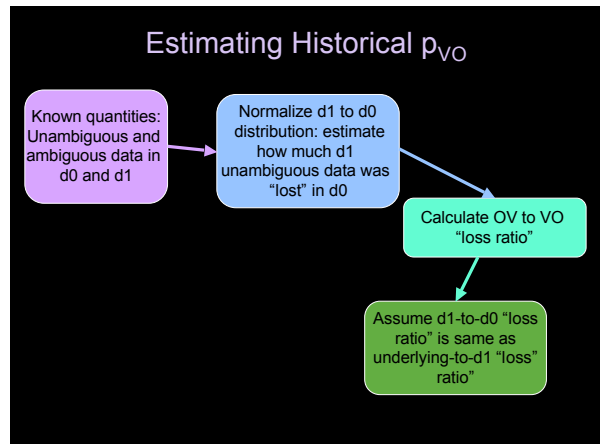 Estimating Historical pVO
Known quantities:
Unambiguous and
ambiguous data in
d0 and d1
Normalize d1 to d0
distribution: estimate
how much d1
unambiguous data was
“lost” in d0
Calculate OV to VO
“loss ratio”
Assume d1-to-d0 “loss
ratio” is same as
underlying-to-d1 “loss”
ratio”